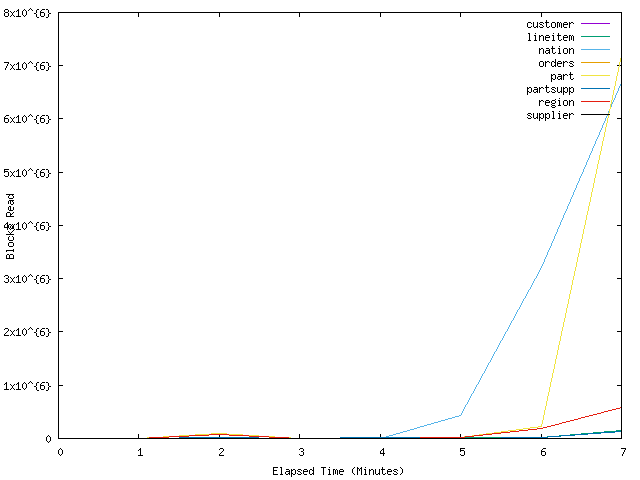 8x10^{6}
7x10^{6}
6x10^{6}
5x10^{6}
4x10^{6}
3x10^{6}
2x10^{6}
1x10^{6}
0
Blocks Read
customer
lineitem
nation
orders
part
partsupp
region
supplier
0 1 2 3 4 5 6 7
Elapsed Time (Minutes)